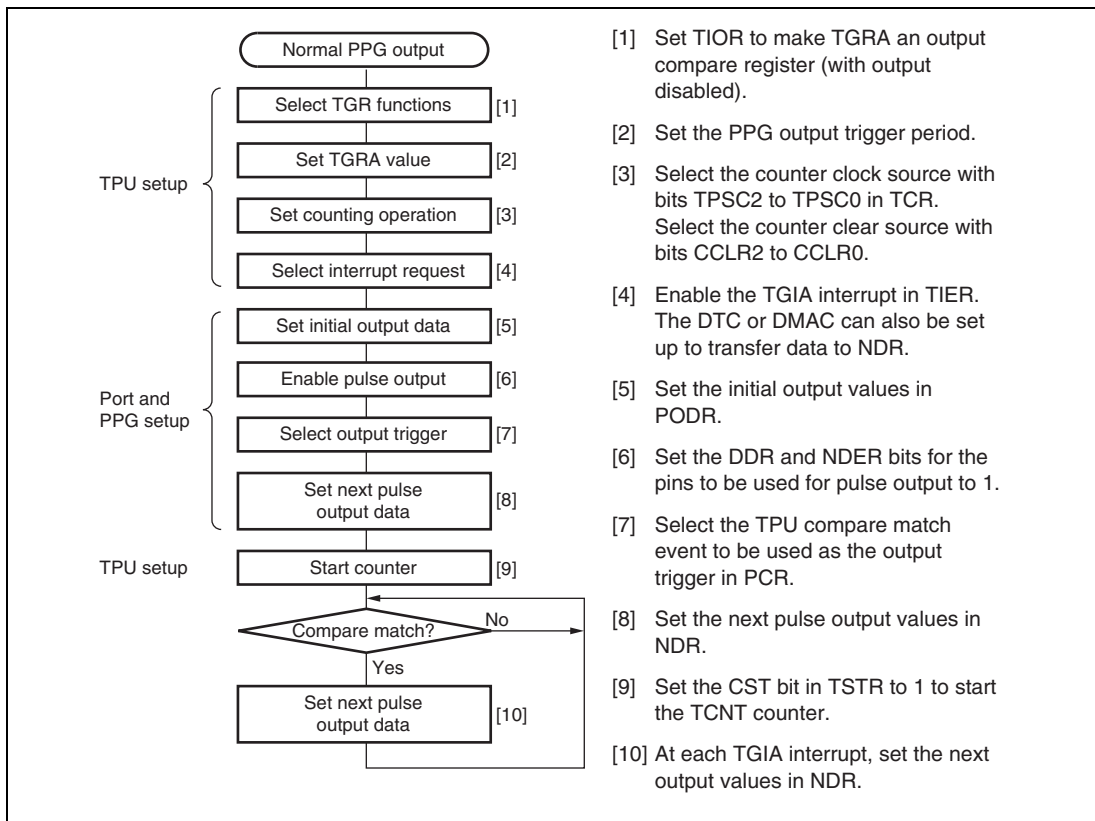 Normal PPG output
TPU setup
Select TGR functions [1]
Set TGRA value [2]
Set counting operation [3]
Select interrupt request [4]
Port and
PPG setup
Set initial output data [5]
Enable pulse output [6]
Select output trigger [7]
Set next pulse
output data [8]
TPU setup
Start counter [9]
Compare match?
No
Yes
Set next pulse
output data [10]
[1] Set TIOR to make TGRA an output
compare register (with output
disabled).
[2] Set the PPG output trigger period.
[3] Select the counter clock source with
bits TPSC2 to TPSC0 in TCR.
Select the counter clear source with
bits CCLR2 to CCLR0.
[4] Enable the TGIA interrupt in TIER.
The DTC or DMAC can also be set
up to transfer data to NDR.
[5] Set the initial output values in
PODR.
[6] Set the DDR and NDER bits for the
pins to be used for pulse output to 1.
[7] Select the TPU compare match
event to be used as the output
trigger in PCR.
[8] Set the next pulse output values in
NDR.
[9] Set the CST bit in TSTR to 1 to start
the TCNT counter.
[10] At each TGIA interrupt, set the next
output values in NDR.